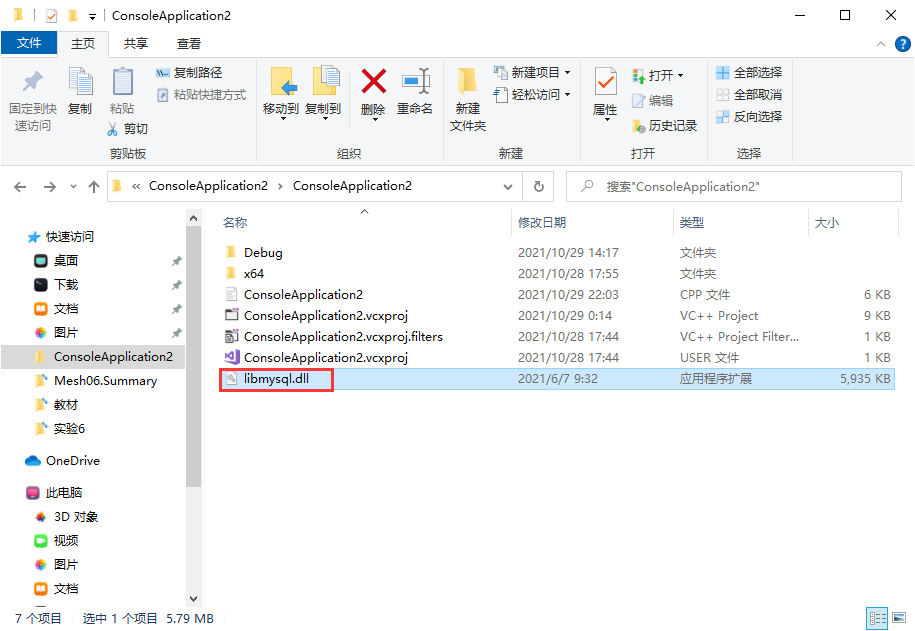 ConsoleApplication2
文件 主页 共享 查看
固定到快速访问
复制
粘贴
复制路径
粘贴快捷方式
剪切
剪贴板
移动到
复制到
删除
重命名
组织
新建文件夹
新建项目
轻松访问
新建
属性
打开
编辑
历史记录
打开
全部选择
全部取消
反向选择
选择
« ConsoleApplication2 › ConsoleApplication2
搜索"ConsoleApplication2"
快速访问
桌面
下载
文档
图片
ConsoleApplication2
Mesh06.Summary
教材
实验6
OneDrive
此电脑
3D 对象
视频
图片
文档
名称 修改日期 类型 大小
Debug 2021/10/29 14:17 文件夹
x64 2021/10/28 17:55 文件夹
ConsoleApplication2 2021/10/29 22:03 CPP 文件 6 KB
ConsoleApplication2.vcxproj 2021/10/29 0:14 VC++ Project 9 KB
ConsoleApplication2.vcxproj.filters 2021/10/28 17:44 VC++ Project Filter... 1 KB
ConsoleApplication2.vcxproj 2021/10/28 17:44 USER 文件 1 KB
libmysql.dll 2021/6/7 9:32 应用程序扩展 5,935 KB
7 个项目 选中 1 个项目 5.79 MB